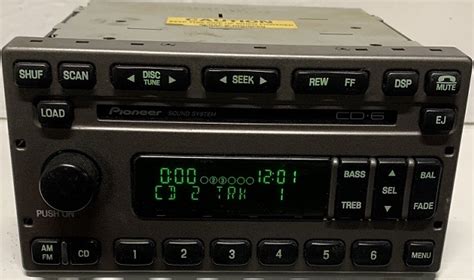 CAUTION
SHUF SCAN ◄ DISC TUNE ► ◄ SEEK ► REW FF DSP MUTE
LOAD Pioneer SOUND SYSTEM CD·6 EJ
0:00 ②③ 12:01
CD 2 TRK 1
BASS ▲ BAL
SEL
TREB ▼ FADE
PUSH ON
AM FM CD 1 2 3 4 5 6 MENU